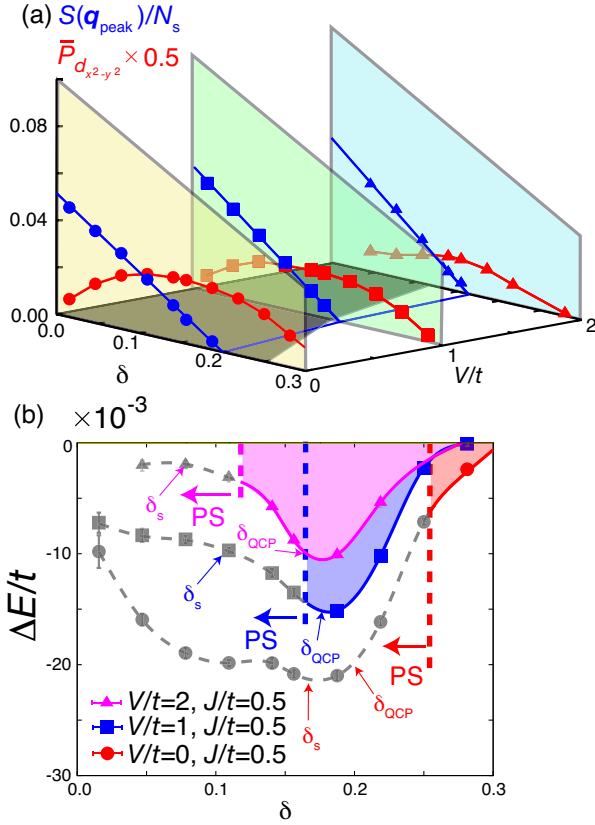 (a) S(q_peak)/N_s
P̄_{d_{x²-y²}} × 0.5
0.08
0.04
0.00
0.0
0.1
0.2
0.3
δ
0
1
2
V/t
(b) ×10⁻³
0
-10
-20
-30
ΔE/t
δ_s
PS
δ_QCP
δ_s
PS
δ_QCP
PS
δ_QCP
δ_s
V/t=2, J/t=0.5
V/t=1, J/t=0.5
V/t=0, J/t=0.5
0.0
0.1
0.2
0.3
δ